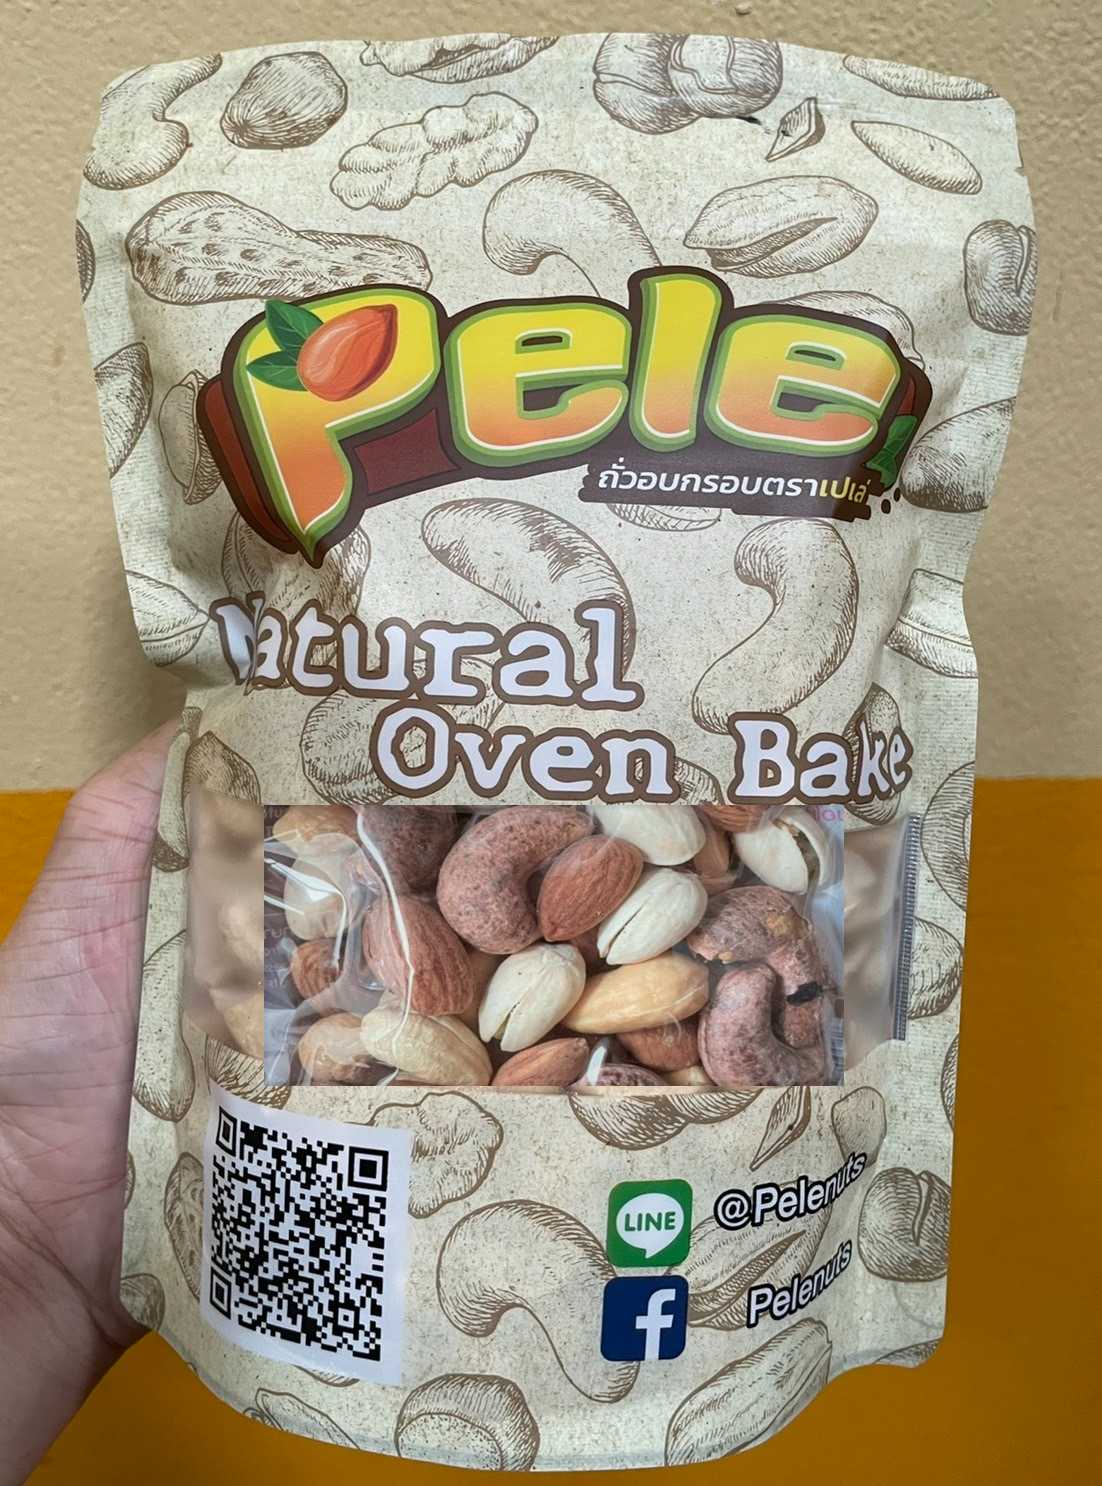 Pele
ถั่วอบกรอบตราเปเล่
Natural
Oven Bake
LINE
@Pelenuts
f
Pelenuts